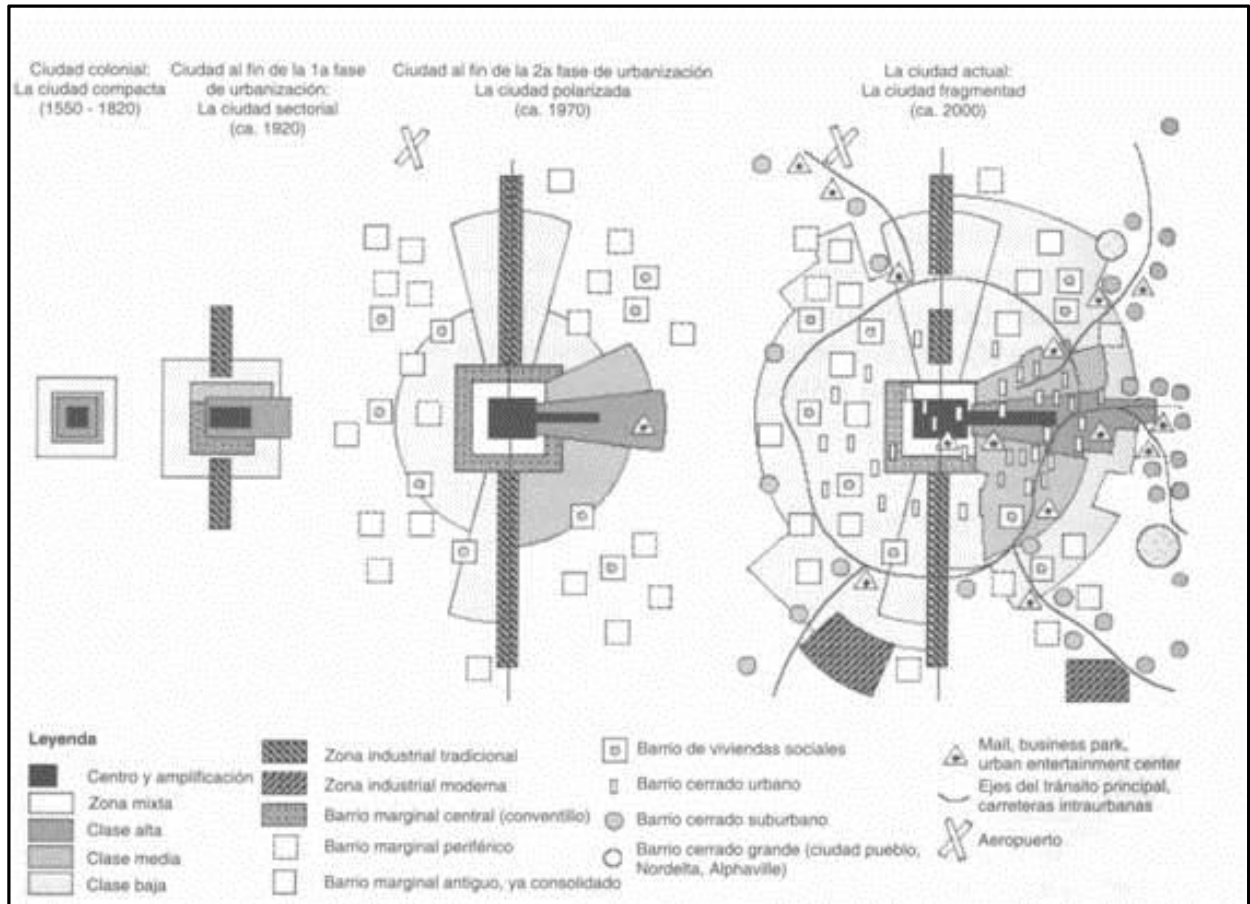 Ciudad colonial:
La ciudad compacta
(1550 - 1820)
Ciudad al fin de la 1a fase
de urbanización:
La ciudad sectorial
(ca. 1920)
Ciudad al fin de la 2a fase de urbanización
La ciudad polarizada
(ca. 1970)
La ciudad actual:
La ciudad fragmentad
(ca. 2000)
Leyenda
Centro y amplificación
Zona mixta
Clase alta
Clase media
Clase baja
Zona industrial tradicional
Zona industrial moderna
Barrio marginal central (conventillo)
Barrio marginal periférico
Barrio marginal antiguo, ya consolidado
Barrio de viviendas sociales
Barrio cerrado urbano
Barrio cerrado suburbano
Barrio cerrado grande (ciudad pueblo,
Nordelta, Alphaville)
Mall, business park,
urban entertainment center
Ejes del tránsito principal,
carreteras intraurbanas
Aeropuerto